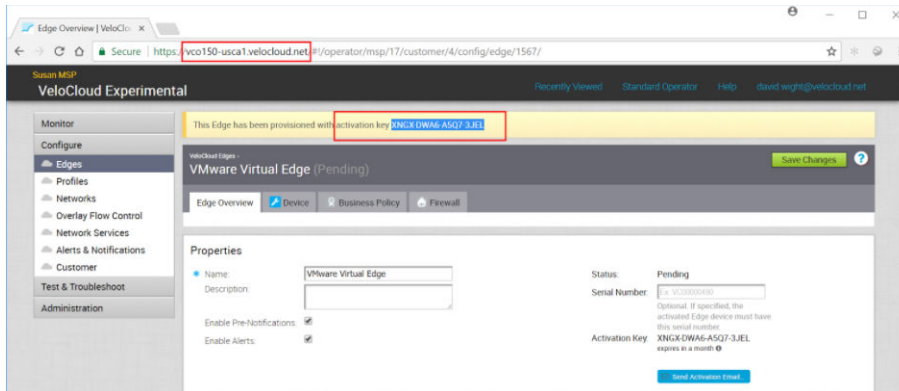 Edge Overview | VeloClo
Secure https://vco150-usca1.velocloud.net/#!/operator/msp/17/customer/4/config/edge/1567/
Susan MSP
VeloCloud Experimental
Recently Viewed Standard Operator Help david.wight@velocloud.net
Monitor
Configure
Edges
Profiles
Networks
Overlay Flow Control
Network Services
Alerts & Notifications
Customer
Test & Troubleshoot
Administration
This Edge has been provisioned with activation key XNGX-DWA6-A5Q7-3JEL
VeloCloud Edges -
VMware Virtual Edge (Pending)
Save Changes ?
Edge Overview Device Business Policy Firewall
Properties
Name: VMware Virtual Edge
Description:
Enable Pre-Notifications:
Enable Alerts:
Status: Pending
Serial Number: Ex. VC00000490
Optional. If specified, the
activated Edge device must have
this serial number.
Activation Key: XNGX-DWA6-A5Q7-3JEL
expires in a month
Send Activation Email...